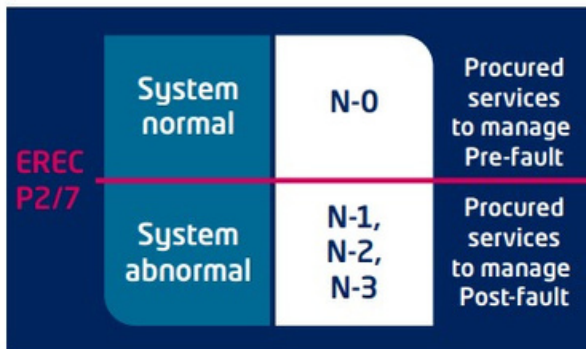 EREC
P2/7
System
normal
N-0
Procured
services
to manage
Pre-fault
System
abnormal
N-1,
N-2,
N-3
Procured
services
to manage
Post-fault